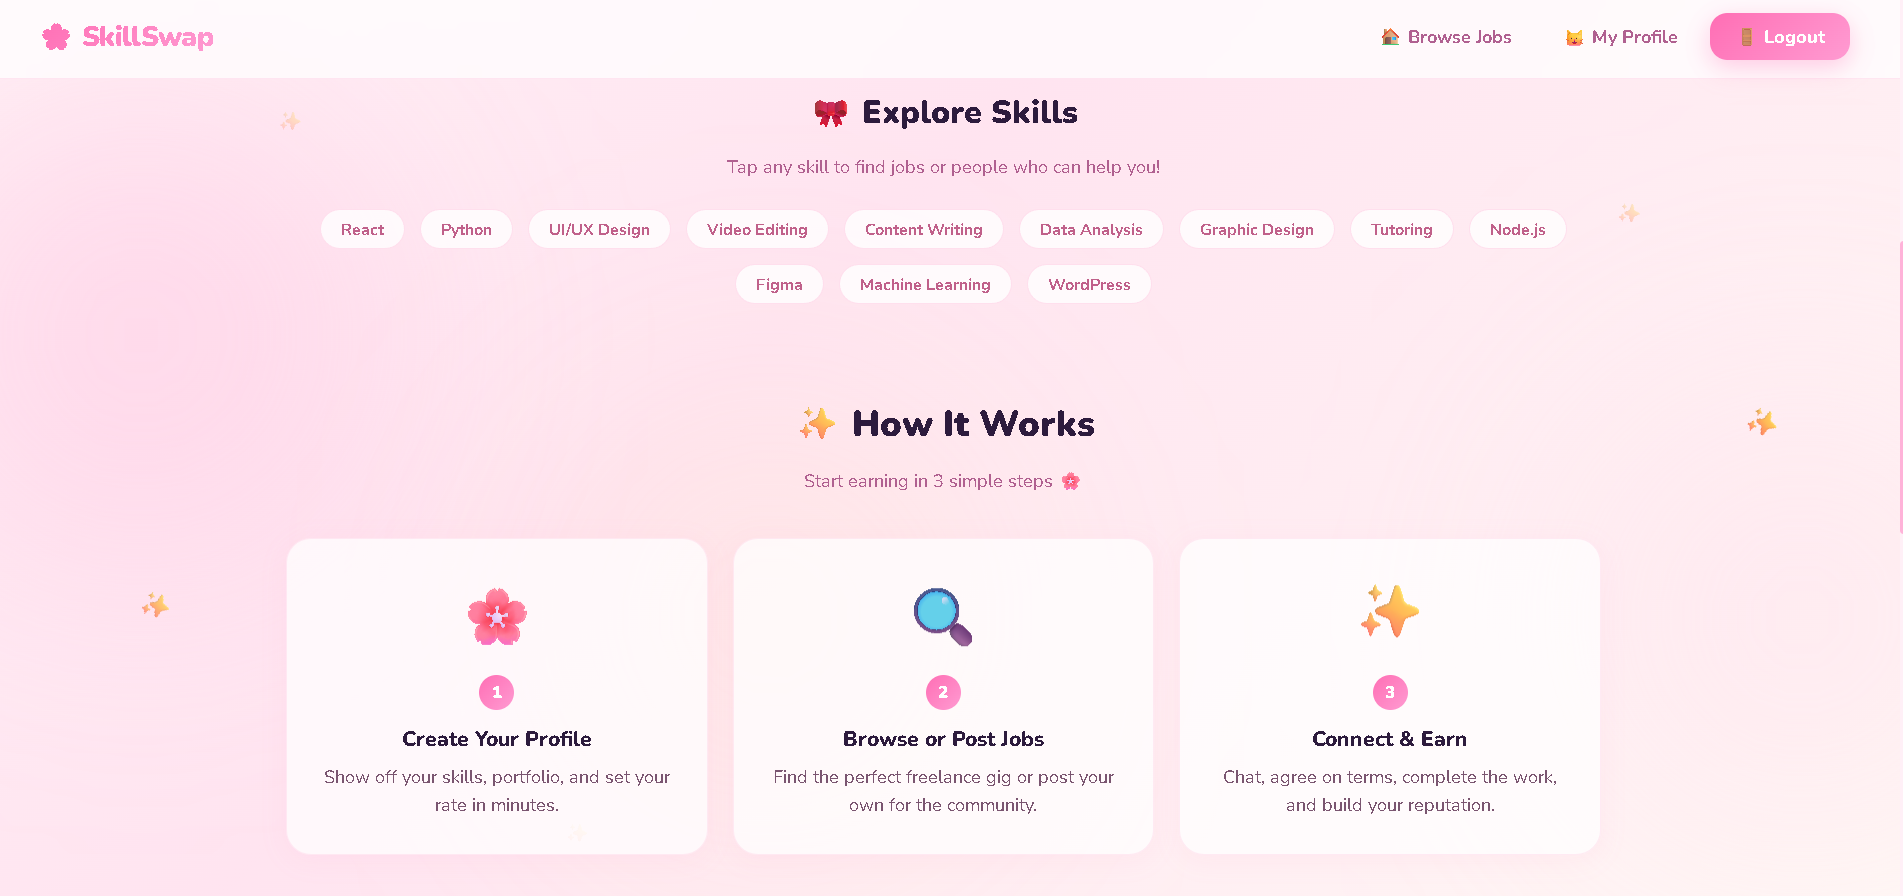 SkillSwap
Browse Jobs
My Profile
Logout
Explore Skills
Tap any skill to find jobs or people who can help you!
React
Python
UI/UX Design
Video Editing
Content Writing
Data Analysis
Graphic Design
Tutoring
Node.js
Figma
Machine Learning
WordPress
How It Works
Start earning in 3 simple steps
1
Create Your Profile
Show off your skills, portfolio, and set your
rate in minutes.
2
Browse or Post Jobs
Find the perfect freelance gig or post your
own for the community.
3
Connect & Earn
Chat, agree on terms, complete the work,
and build your reputation.